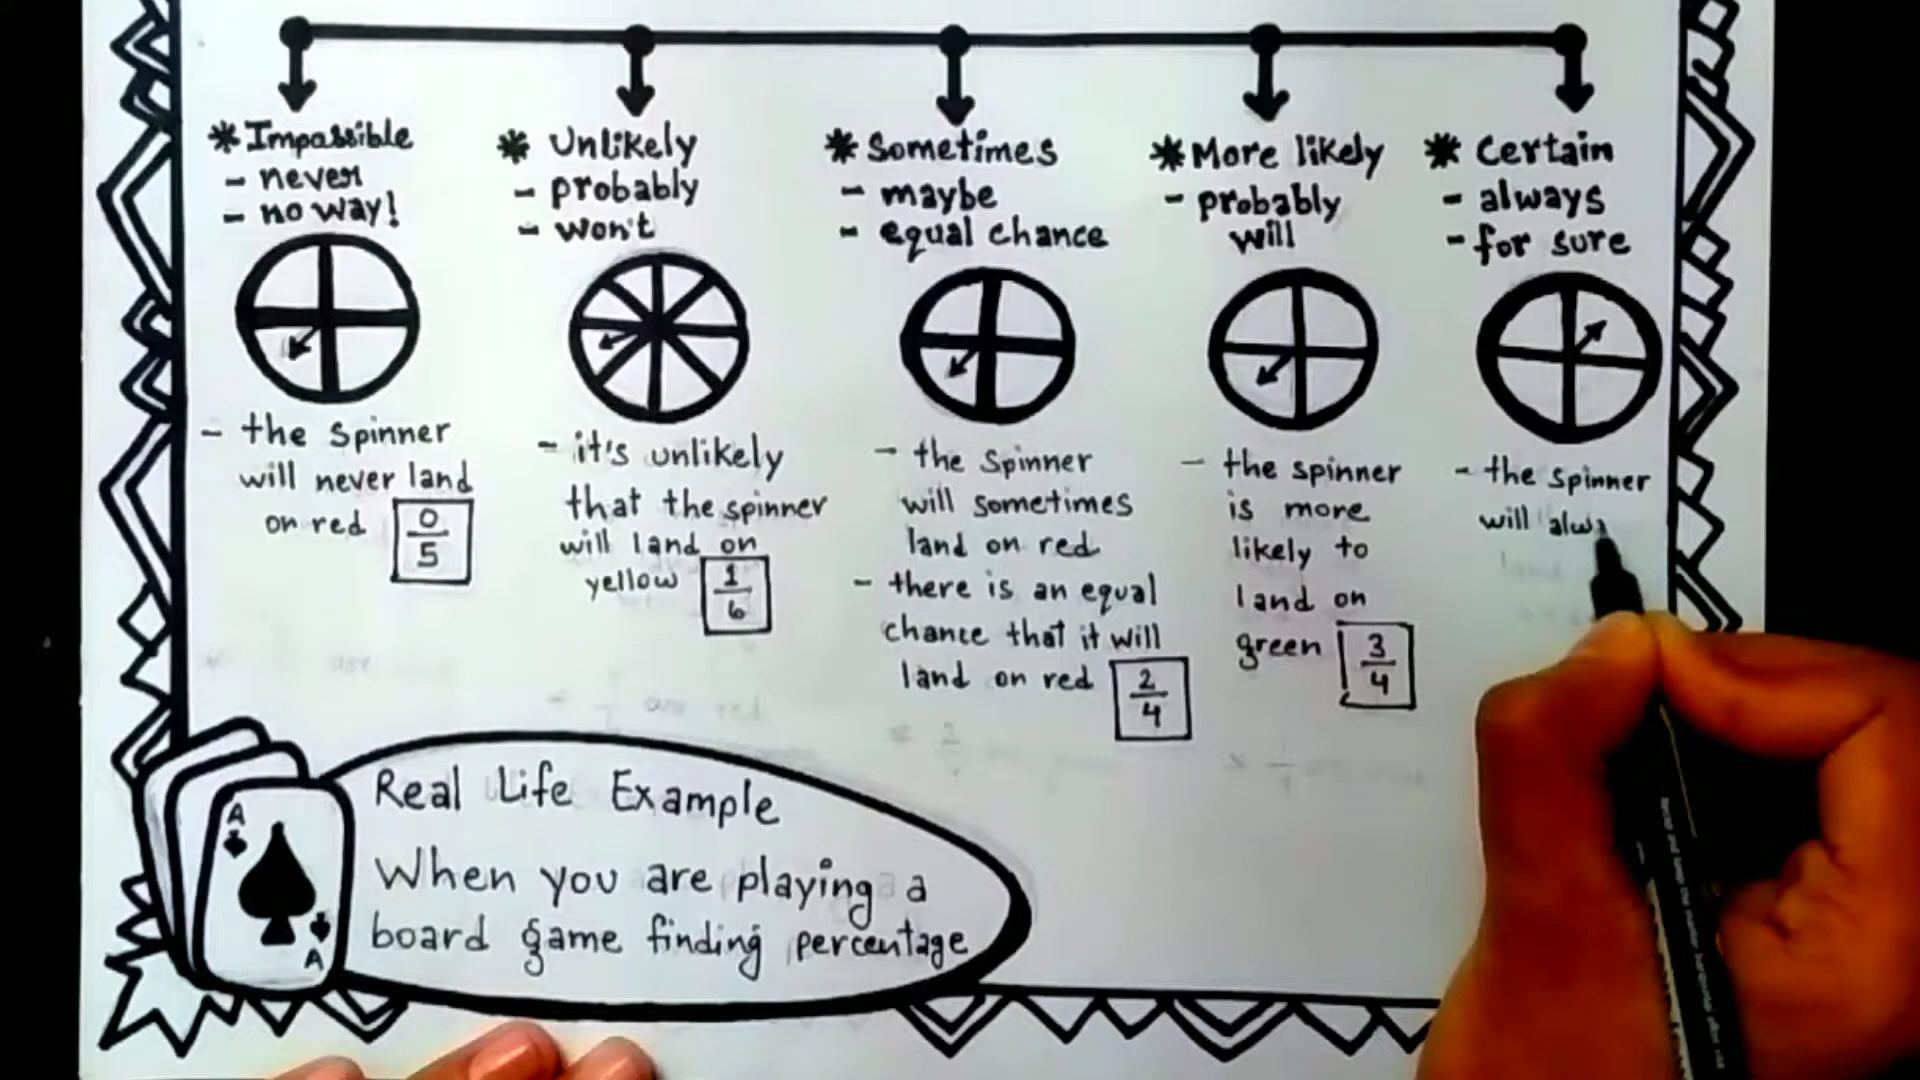 * Impossible
- never
- no way!
- the spinner
will never land
on red 0/5
* Unlikely
- probably
- won't
- it's unlikely
that the spinner
will land on
yellow 1/6
* Sometimes
- maybe
- equal chance
- the spinner
will sometimes
land on red
- there is an equal
chance that it will
land on red 2/4
* More likely
- probably
will
- the spinner
is more
likely to
land on
green 3/4
* Certain
- always
- for sure
- the spinner
will alwa
A
A
Real Life Example
When you are playing a
board game finding percentage